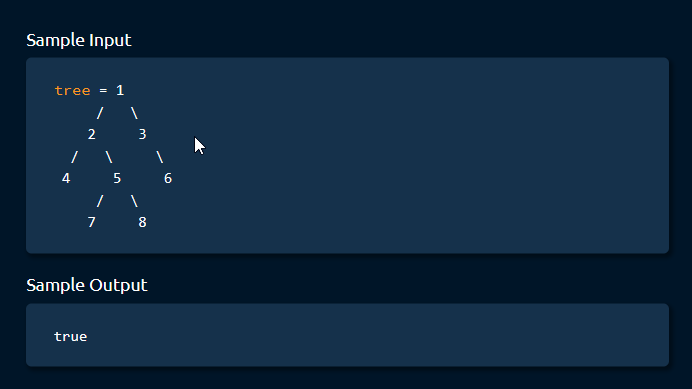 Sample Input
tree = 1
     /   \
    2     3
  /   \     \
 4     5     6
     /   \
    7     8
Sample Output
true